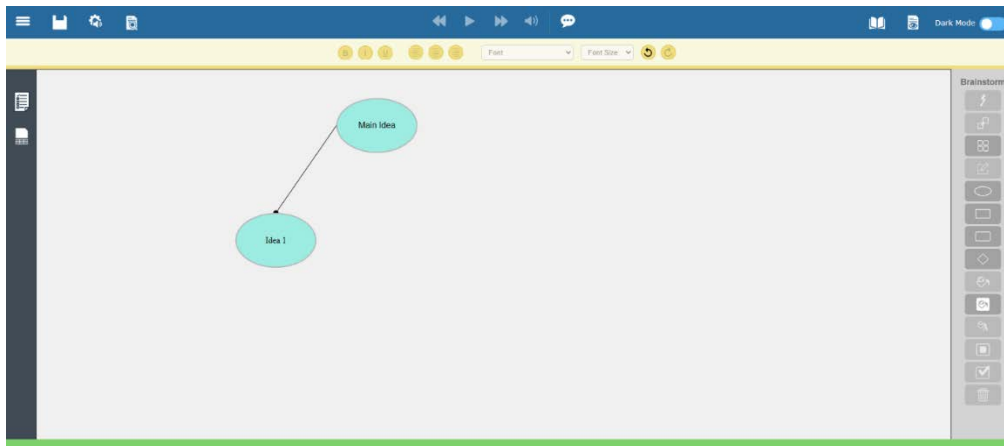 Dark Mode
B I U Font Font Size
Brainstorm
Main Idea
Idea 1